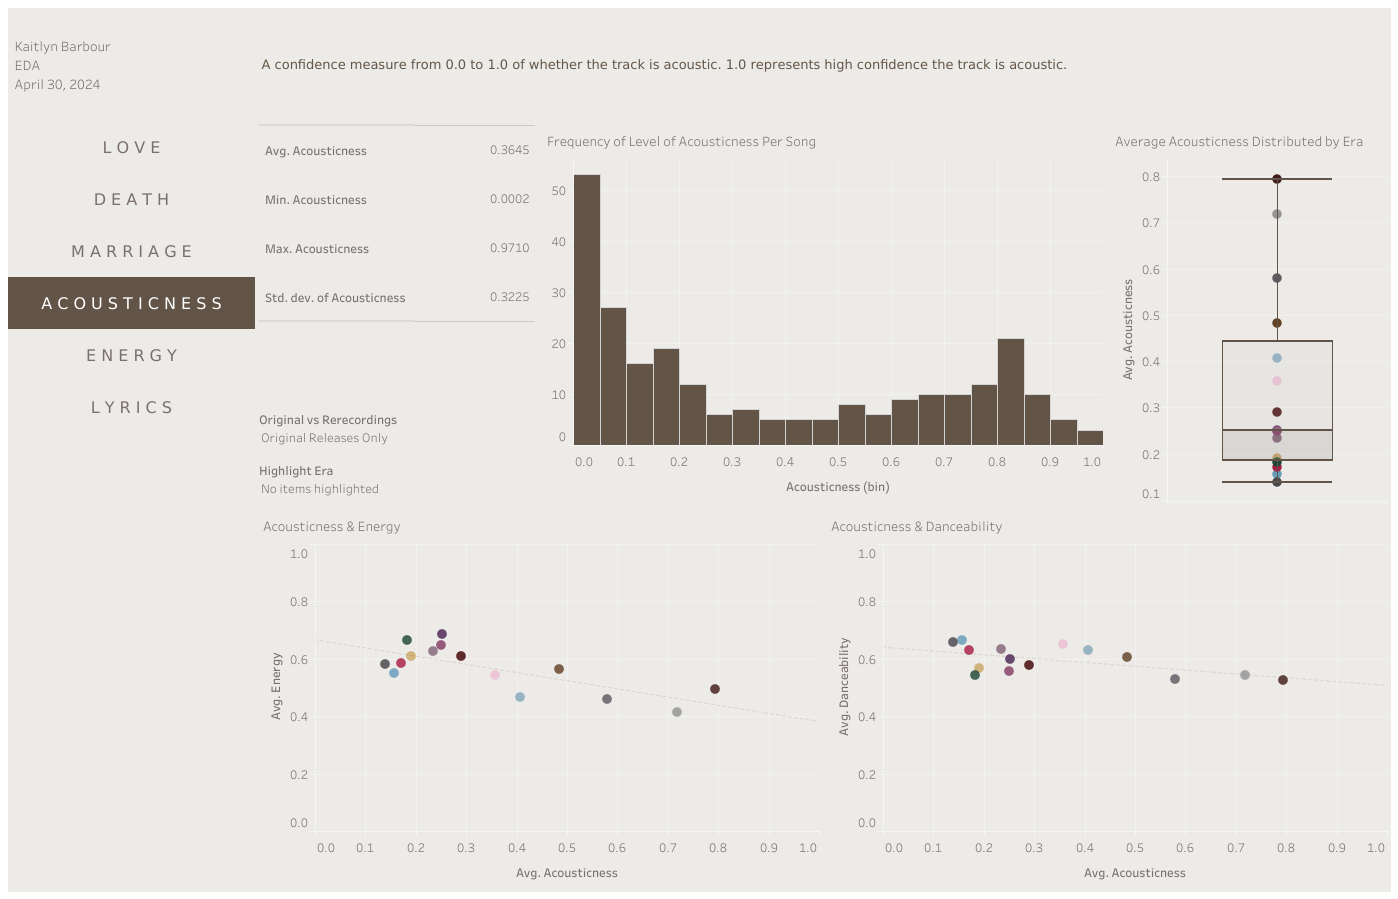 Kaitlyn Barbour
EDA
April 30, 2024
A confidence measure from 0.0 to 1.0 of whether the track is acoustic. 1.0 represents high confidence the track is acoustic.
LOVE
DEATH
MARRIAGE
ACOUSTICNESS
ENERGY
LYRICS
Avg. Acousticness 0.3645
Min. Acousticness 0.0002
Max. Acousticness 0.9710
Std. dev. of Acousticness 0.3225
Original vs Rerecordings
Original Releases Only
Highlight Era
No items highlighted
Frequency of Level of Acousticness Per Song
50
40
30
20
10
0
0.0 0.1 0.2 0.3 0.4 0.5 0.6 0.7 0.8 0.9 1.0
Acousticness (bin)
Average Acousticness Distributed by Era
Avg. Acousticness
0.8
0.7
0.6
0.5
0.4
0.3
0.2
0.1
Acousticness & Energy
Avg. Energy
1.0
0.8
0.6
0.4
0.2
0.0
0.0 0.1 0.2 0.3 0.4 0.5 0.6 0.7 0.8 0.9 1.0
Avg. Acousticness
Acousticness & Danceability
Avg. Danceability
1.0
0.8
0.6
0.4
0.2
0.0
0.0 0.1 0.2 0.3 0.4 0.5 0.6 0.7 0.8 0.9 1.0
Avg. Acousticness